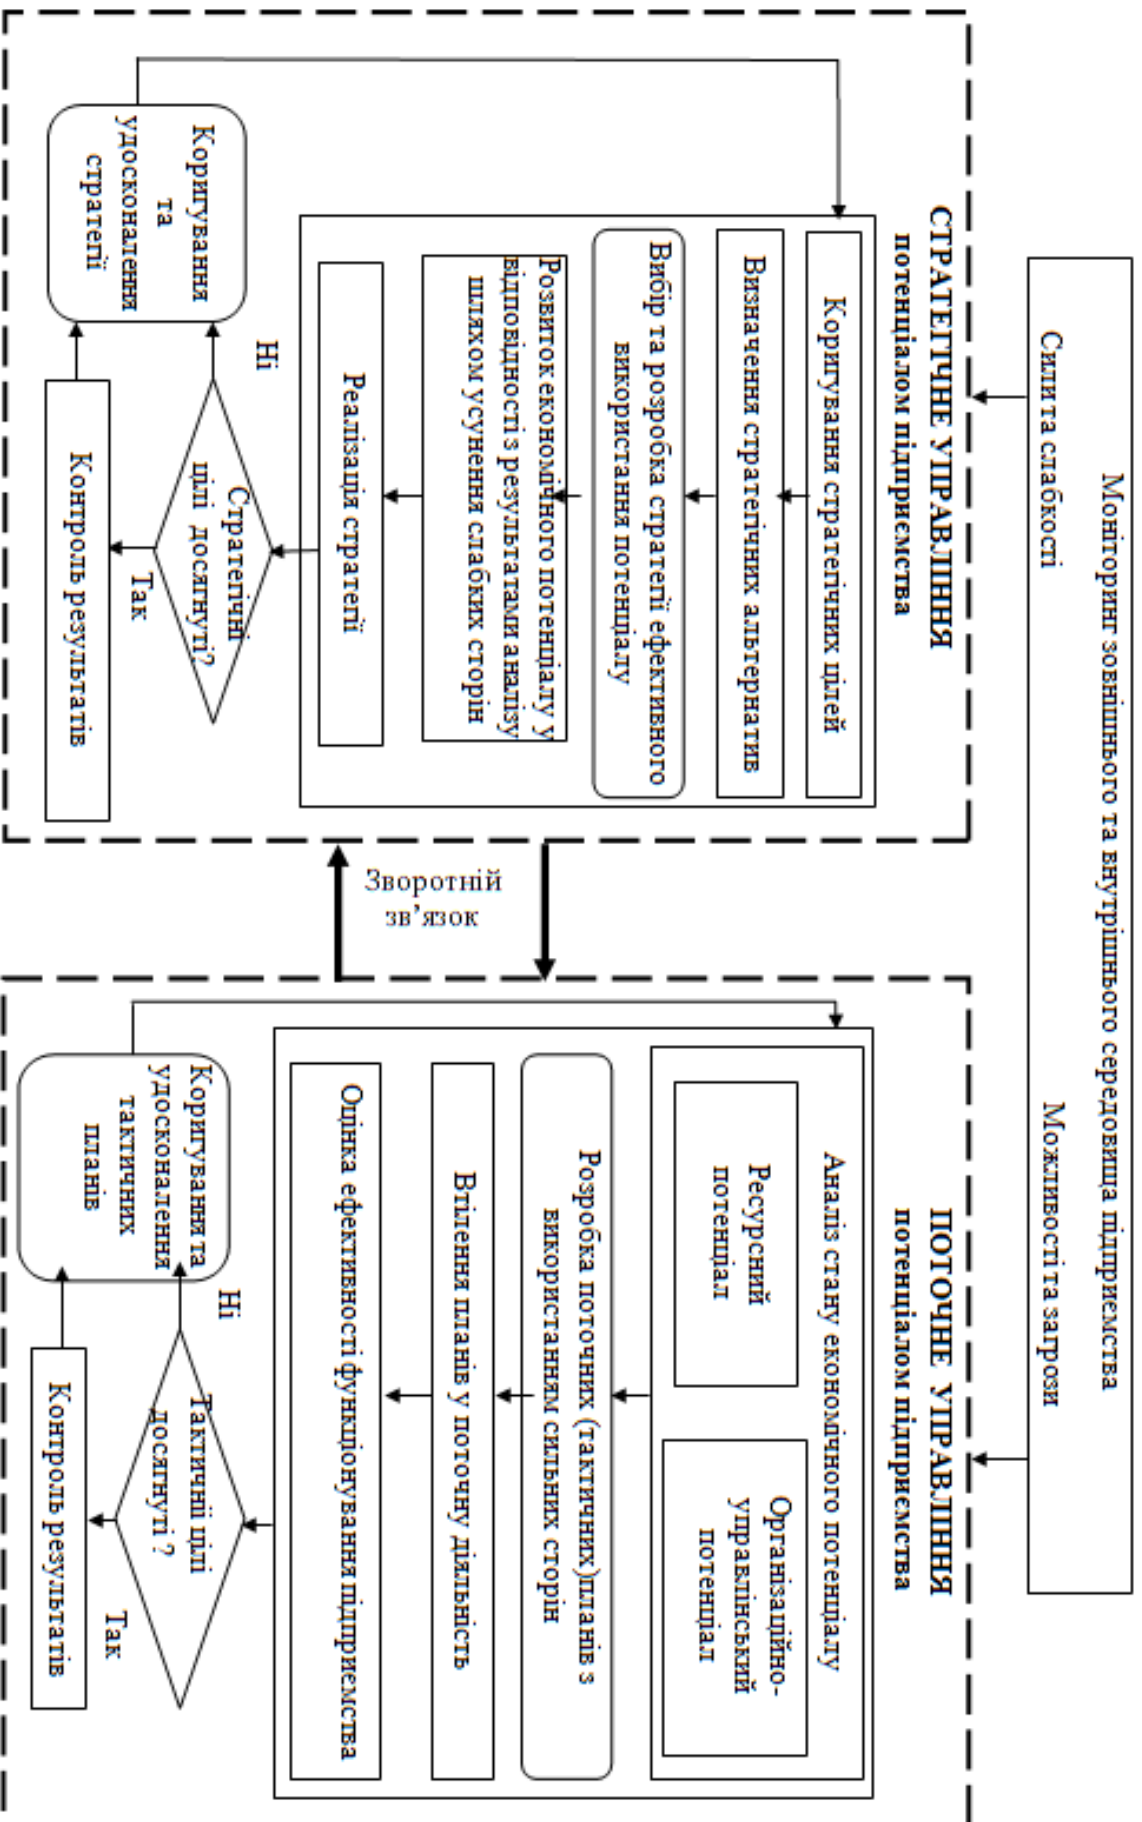 Моніторинг зовнішнього та внутрішнього середовища підприємства
Сили та слабкості
Можливості та загрози
СТРАТЕГІЧНЕ УПРАВЛІННЯ
потенціалом підприємства
Коригування стратегічних цілей
Визначення стратегічних альтернатив
Вибір та розробка стратегії ефективного
використання потенціалу
Розвиток економічного потенціалу у
відповідності з результатами аналізу
шляхом усунення слабких сторін
Реалізація стратегії
Стратегічні
цілі досягнуті?
Ні
Так
Контроль результатів
Коригування
та
удосконалення
стратегії
Зворотній
зв’язок
ПОТОЧНЕ УПРАВЛІННЯ
потенціалом підприємства
Аналіз стану економічного потенціалу
Ресурсний
потенціал
Організаційно-
управлінський
потенціал
Розробка поточних (тактичних)планів з
використанням сильних сторін
Втілення планів у поточну діяльність
Оцінка ефективності функціонування підприємства
Тактичніі цілі
досягнуті ?
Ні
Так
Контроль результатів
Коригування та
удосконалення
тактичних
планів